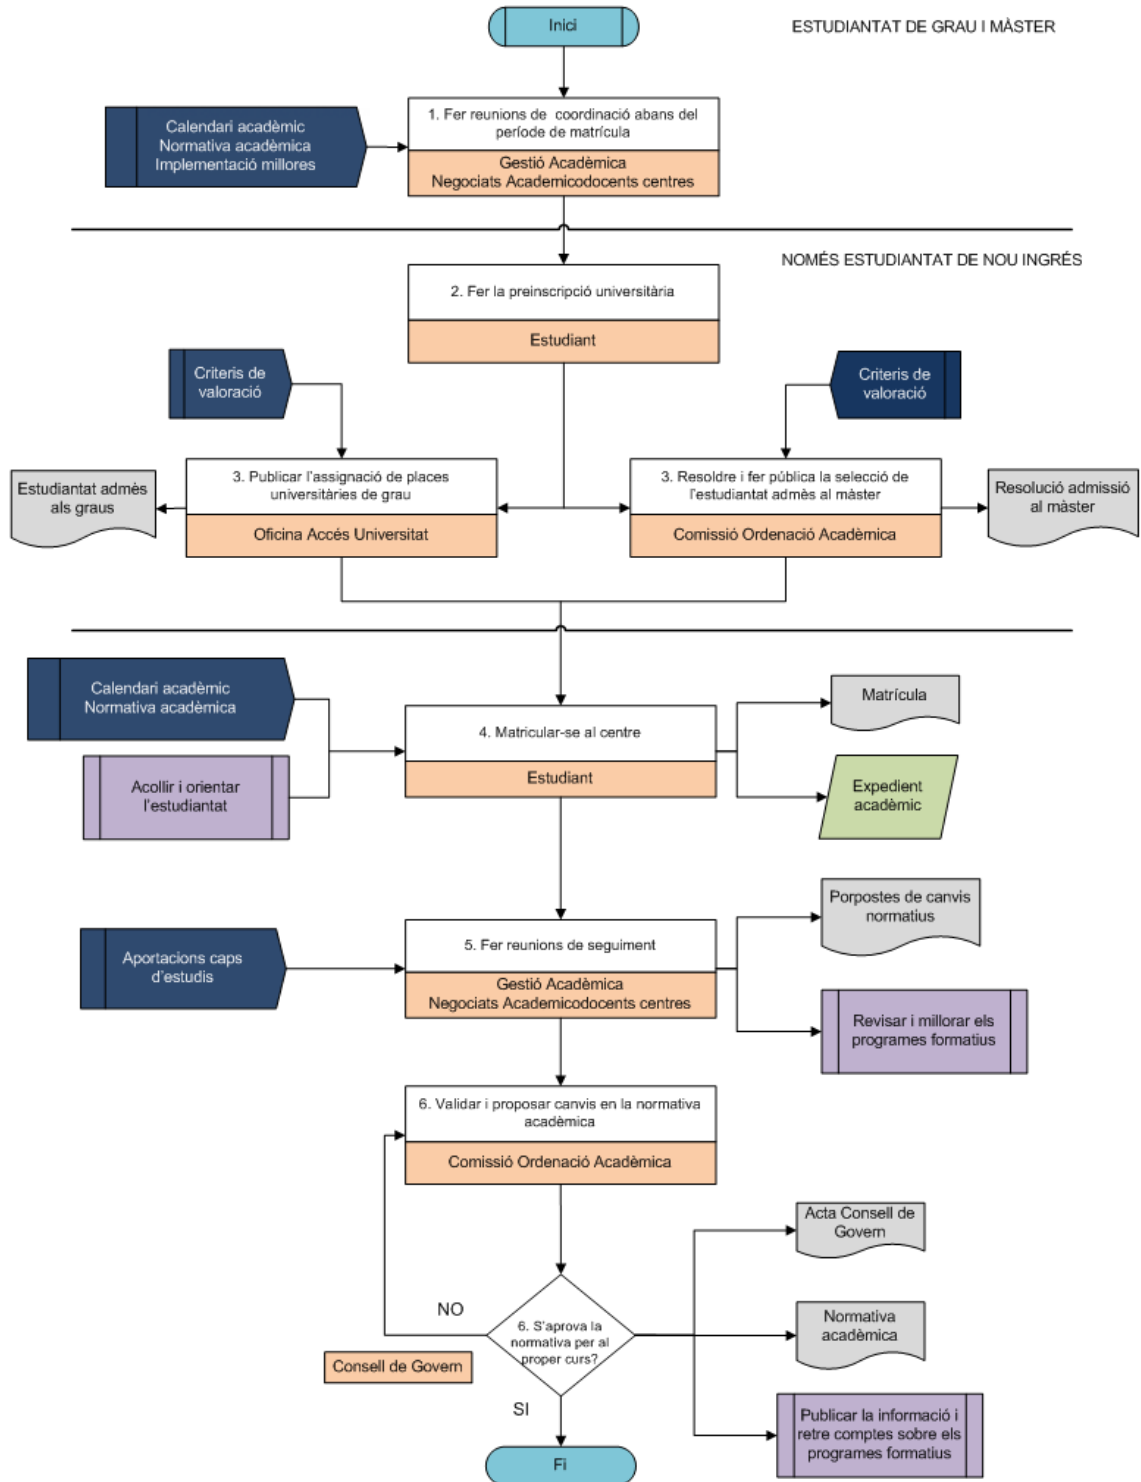 Inici
ESTUDIANTAT DE GRAU I MÀSTER
Calendari acadèmic
Normativa acadèmica
Implementació millores
1. Fer reunions de coordinació abans del
període de matrícula
Gestió Acadèmica
Negociats Academicodocents centres
NOMÉS ESTUDIANTAT DE NOU INGRÉS
2. Fer la preinscripció universitària
Estudiant
Criteris de
valoració
Criteris de
valoració
Estudiantat admès
als graus
3. Publicar l'assignació de places
universitàries de grau
Oficina Accés Universitat
3. Resoldre i fer pública la selecció de
l'estudiantat admès al màster
Comissió Ordenació Acadèmica
Resolució admissió
al màster
Calendari acadèmic
Normativa acadèmica
Acollir i orientar
l'estudiantat
4. Matricular-se al centre
Estudiant
Matrícula
Expedient
acadèmic
Aportacions caps
d'estudis
5. Fer reunions de seguiment
Gestió Acadèmica
Negociats Academicodocents centres
Porpostes de canvis
normatius
Revisar i millorar els
programes formatius
6. Validar i proposar canvis en la normativa
acadèmica
Comissió Ordenació Acadèmica
Acta Consell de
Govern
NO
6. S'aprova la
normativa per al
proper curs?
Consell de Govern
Normativa
acadèmica
SI
Publicar la informació i
retre comptes sobre els
programes formatius
Fi